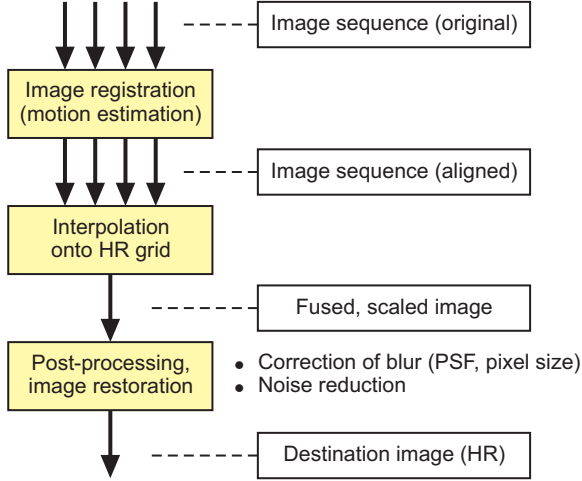 Image sequence (original)
Image registration
(motion estimation)
Image sequence (aligned)
Interpolation
onto HR grid
Fused, scaled image
Post-processing,
image restoration
• Correction of blur (PSF, pixel size)
• Noise reduction
Destination image (HR)